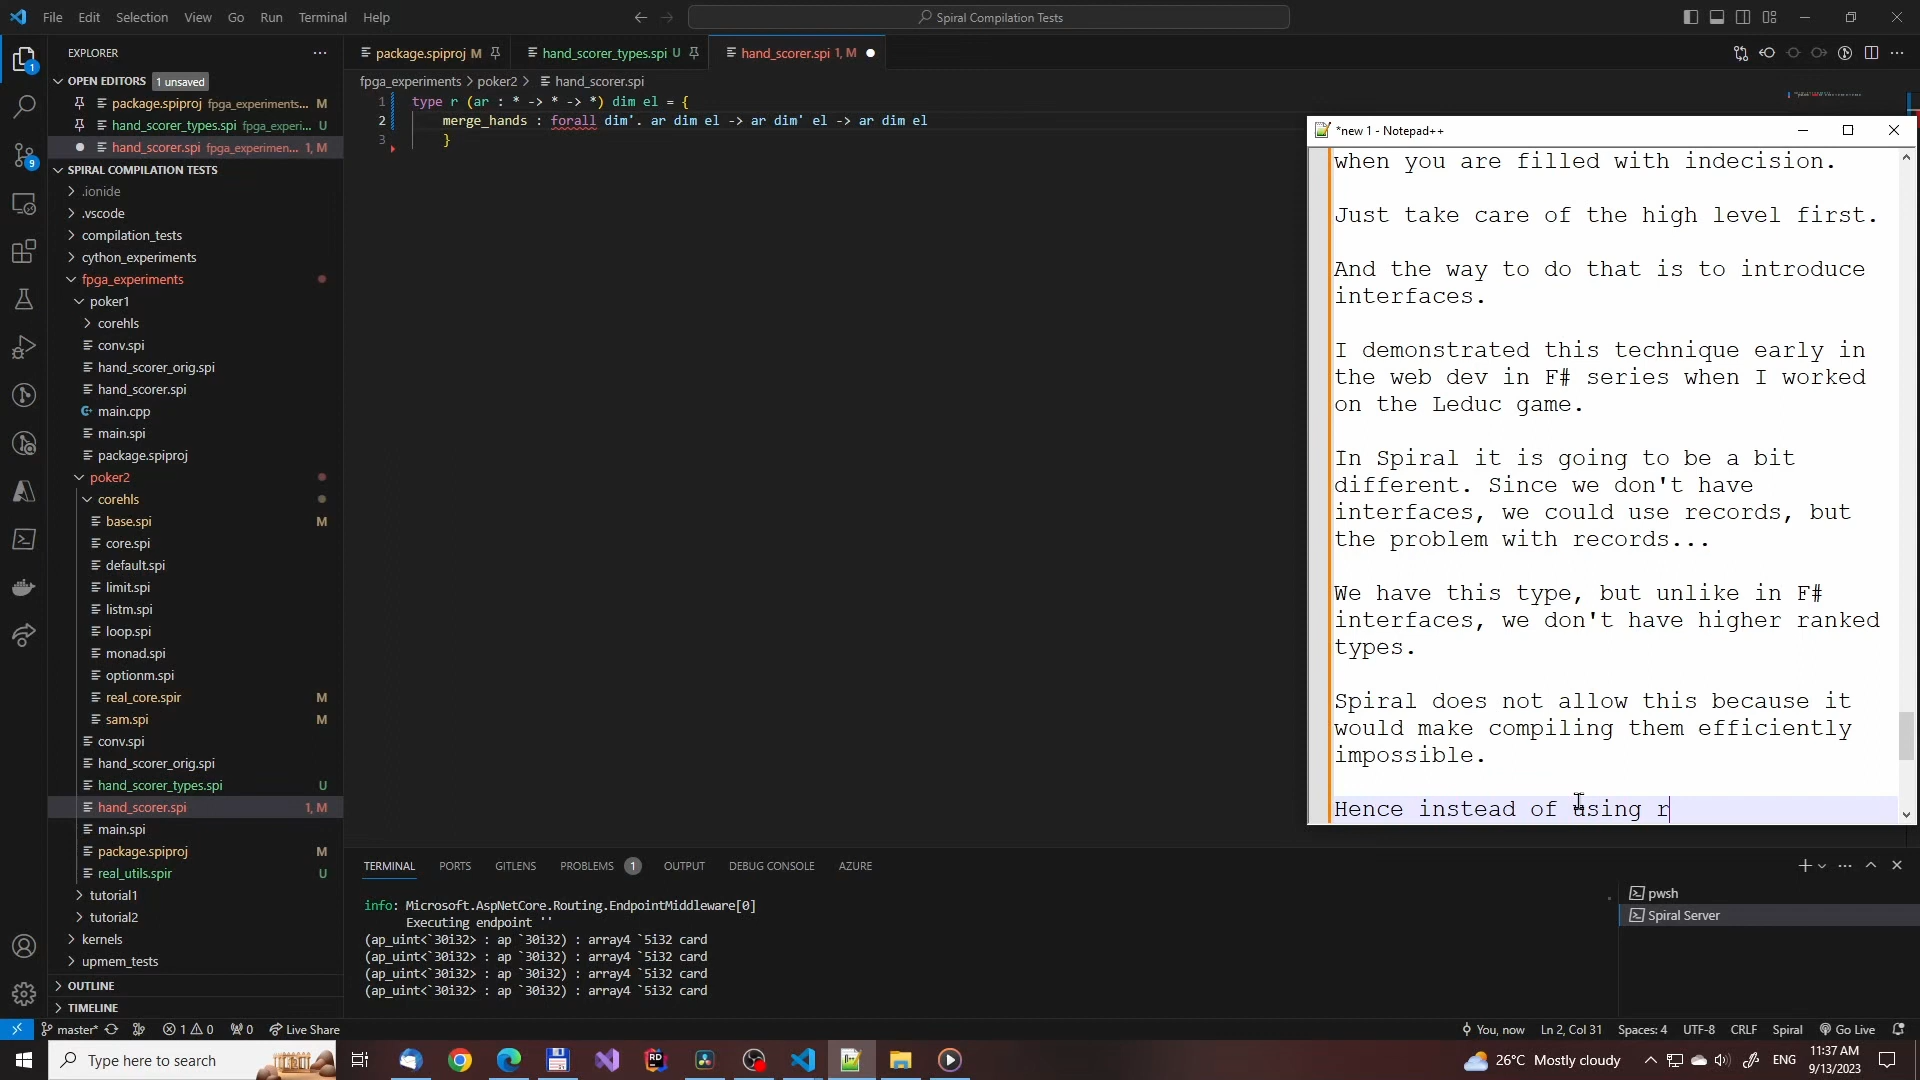 File Edit Selection View Go Run Terminal Help
Spiral Compilation Tests
EXPLORER
OPEN EDITORS 1 unsaved
package.spiproj fpga_experiments... M
hand_scorer_types.spi fpga_experi... U
hand_scorer.spi fpga_experimen... 1, M
SPIRAL COMPILATION TESTS
.ionide
.vscode
compilation_tests
cython_experiments
fpga_experiments
poker1
corehls
conv.spi
hand_scorer_orig.spi
hand_scorer.spi
main.cpp
main.spi
package.spiproj
poker2
corehls
base.spi M
core.spi
default.spi
limit.spi
listm.spi
loop.spi
monad.spi
optionm.spi
real_core.spir M
sam.spi M
conv.spi
hand_scorer_orig.spi
hand_scorer_types.spi U
hand_scorer.spi 1, M
main.spi
package.spiproj M
real_utils.spir U
tutorial1
tutorial2
kernels
upmem_tests
OUTLINE
TIMELINE
package.spiproj M
hand_scorer_types.spi U
hand_scorer.spi 1, M
fpga_experiments > poker2 > hand_scorer.spi
1 type r (ar : * -> * -> *) dim el = {
2 merge_hands : forall dim'. ar dim el -> ar dim' el -> ar dim el
3 }
*new 1 - Notepad++
when you are filled with indecision.
Just take care of the high level first.
And the way to do that is to introduce
interfaces.
I demonstrated this technique early in
the web dev in F# series when I worked
on the Leduc game.
In Spiral it is going to be a bit
different. Since we don't have
interfaces, we could use records, but
the problem with records...
We have this type, but unlike in F#
interfaces, we don't have higher ranked
types.
Spiral does not allow this because it
would make compiling them efficiently
impossible.
Hence instead of using r
TERMINAL PORTS GITLENS PROBLEMS 1 OUTPUT DEBUG CONSOLE AZURE
info: Microsoft.AspNetCore.Routing.EndpointMiddleware[0]
Executing endpoint ''
(ap_uint<`30i32> : ap `30i32) : array4 `5i32 card
(ap_uint<`30i32> : ap `30i32) : array4 `5i32 card
(ap_uint<`30i32> : ap `30i32) : array4 `5i32 card
(ap_uint<`30i32> : ap `30i32) : array4 `5i32 card
pwsh
Spiral Server
master* 1 0 0 Live Share
You, now Ln 2, Col 31 Spaces: 4 UTF-8 CRLF Spiral Go Live
Type here to search
26°C Mostly cloudy ENG 11:37 AM
9/13/2023